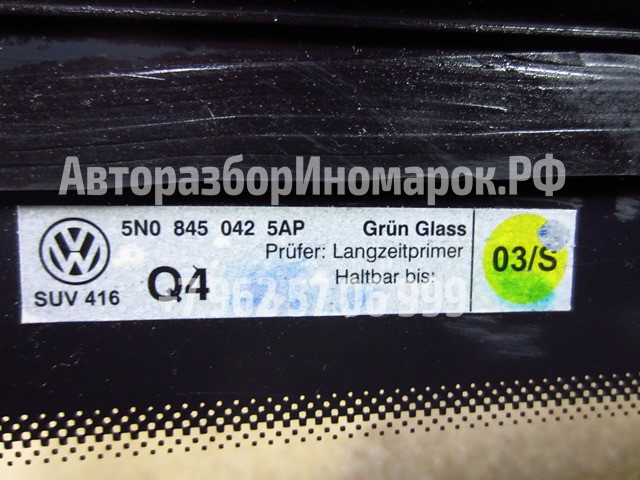 АвторазборИномарок.РФ
5N0 845 042 5AP Grün Glass
Prüfer: Langzeitprimer
Haltbar bis:
SUV 416 Q4
03/S
+7 962 57 06 999